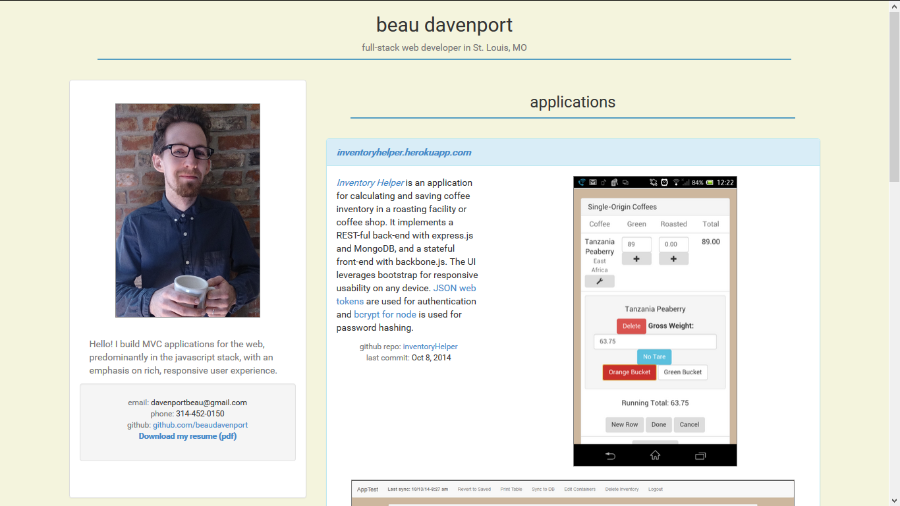 beau davenport
full-stack web developer in St. Louis, MO
Hello! I build MVC applications for the web,
predominantly in the javascript stack, with an
emphasis on rich, responsive user experience.
email: davenportbeau@gmail.com
phone: 314-452-0150
github: github.com/beaudavenport
Download my resume (pdf)
applications
inventoryhelper.herokuapp.com
Inventory Helper is an application
for calculating and saving coffee
inventory in a roasting facility or
coffee shop. It implements a
REST-ful back-end with express.js
and MongoDB, and a stateful
front-end with backbone.js. The UI
leverages bootstrap for responsive
usability on any device. JSON web
tokens are used for authentication
and bcrypt for node is used for
password hashing.
github repo: inventoryHelper
last commit: Oct 8, 2014
84% 12:22
Single-Origin Coffees
Coffee Green Roasted Total
Tanzania
Peaberry
East
Africa
89 0.00 89.00
Tanzania Peaberry
Delete Gross Weight:
63.75
No Tare
Orange Bucket Green Bucket
Running Total: 63.75
New Row Done Cancel
AppTest Last sync: 10/13/14-8:27 am Revert to Saved Print Table Sync to DB Edit Containers Delete Inventory Logout